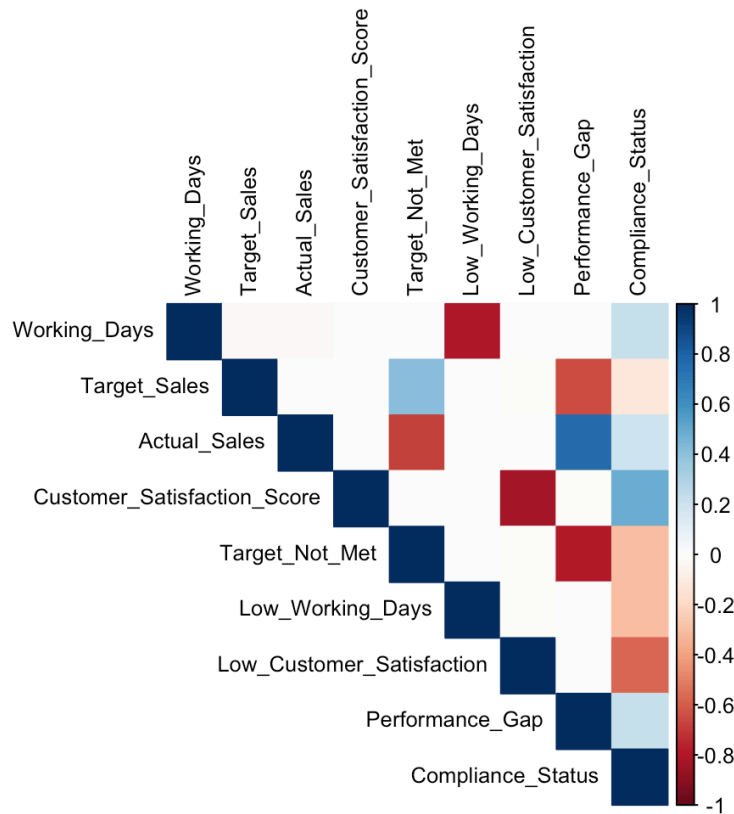 Working_Days
Target_Sales
Actual_Sales
Customer_Satisfaction_Score
Target_Not_Met
Low_Working_Days
Low_Customer_Satisfaction
Performance_Gap
Compliance_Status
Working_Days
Target_Sales
Actual_Sales
Customer_Satisfaction_Score
Target_Not_Met
Low_Working_Days
Low_Customer_Satisfaction
Performance_Gap
Compliance_Status
1
0.8
0.6
0.4
0.2
0
-0.2
-0.4
-0.6
-0.8
-1